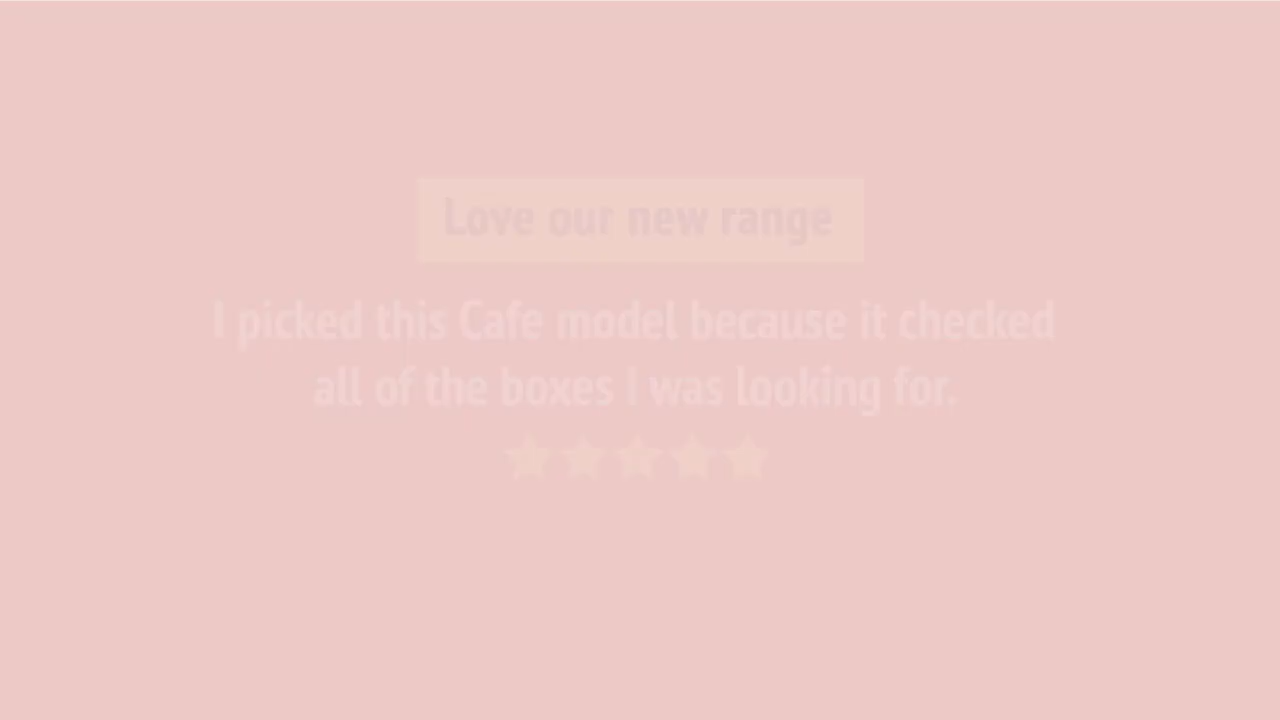 Love our new range
I picked this Cafe model because it checked
all of the boxes I was looking for.